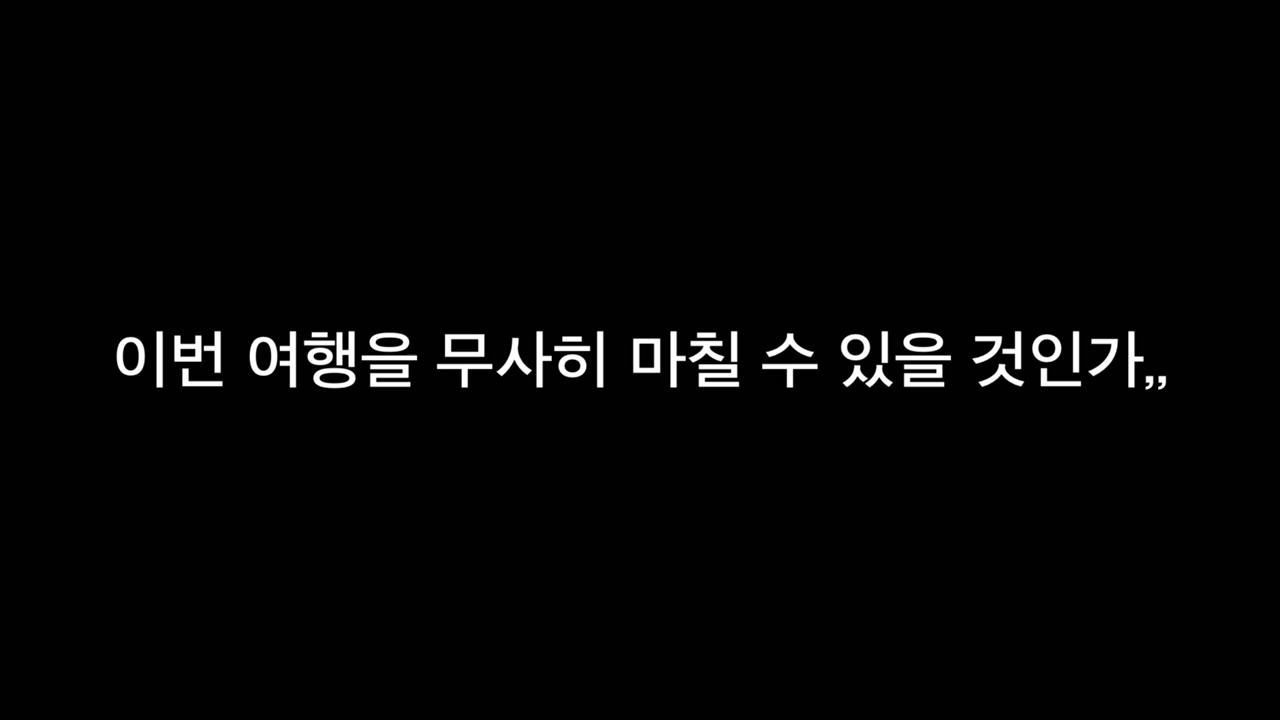 이번 여행을 무사히 마칠 수 있을 것인가,,